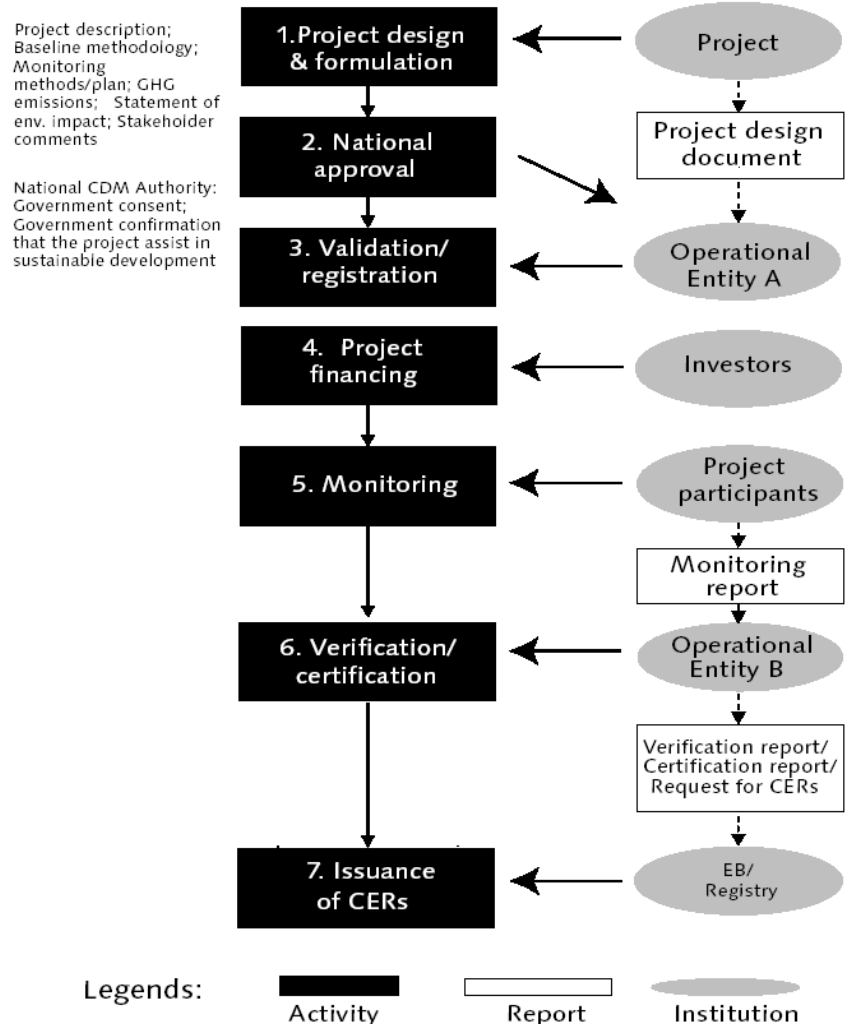 Project description;
Baseline methodology;
Monitoring
methods/plan; GHG
emissions; Statement of
env. impact; Stakeholder
comments
National CDM Authority:
Government consent;
Government confirmation
that the project assist in
sustainable development
1.Project design
& formulation
2. National
approval
3. Validation/
registration
4. Project
financing
5. Monitoring
6. Verification/
certification
7. Issuance
of CERs
Project
Project design
document
Operational
Entity A
Investors
Project
participants
Monitoring
report
Operational
Entity B
Verification report/
Certification report/
Request for CERs
EB/
Registry
Legends:
Activity
Report
Institution